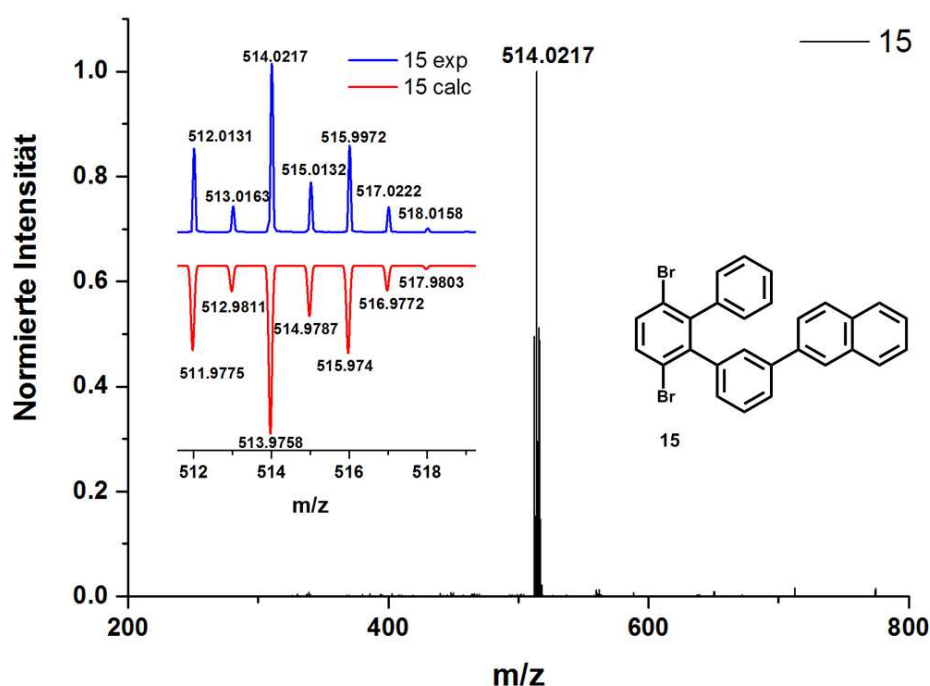 15
514.0217
514.0217
15 exp
15 calc
512.0131
513.0163
515.0132
515.9972
517.0222
518.0158
511.9775
512.9811
513.9758
514.9787
515.974
516.9772
517.9803
512 514 516 518
m/z
Br
Br
15
Normierte Intensität
1.0
0.8
0.6
0.4
0.2
0.0
200 400 600 800
m/z